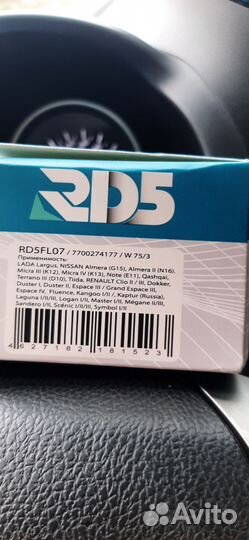 RD5
RD5FL07 / 7700274177 / W 75/3
Применимость:
LADA Largus, NISSAN Almera (G15), Almera II (N16),
Micra III (K12), Micra IV (K13), Note (E11), Qashqai,
Terrano III (D10), Tiida, RENAULT Clio II / III, Dokker,
Duster I, Duster II, Espace III / Grand Espace III,
Espace IV, Fluence, Kangoo I/II /, Kaptur (Russia),
Laguna I/II/III, Logan I/II, Master I/II, Mégane II/III,
Sandero I/II, Scénic I/II/III, Symbol I/II
4 627182 181523
Avito